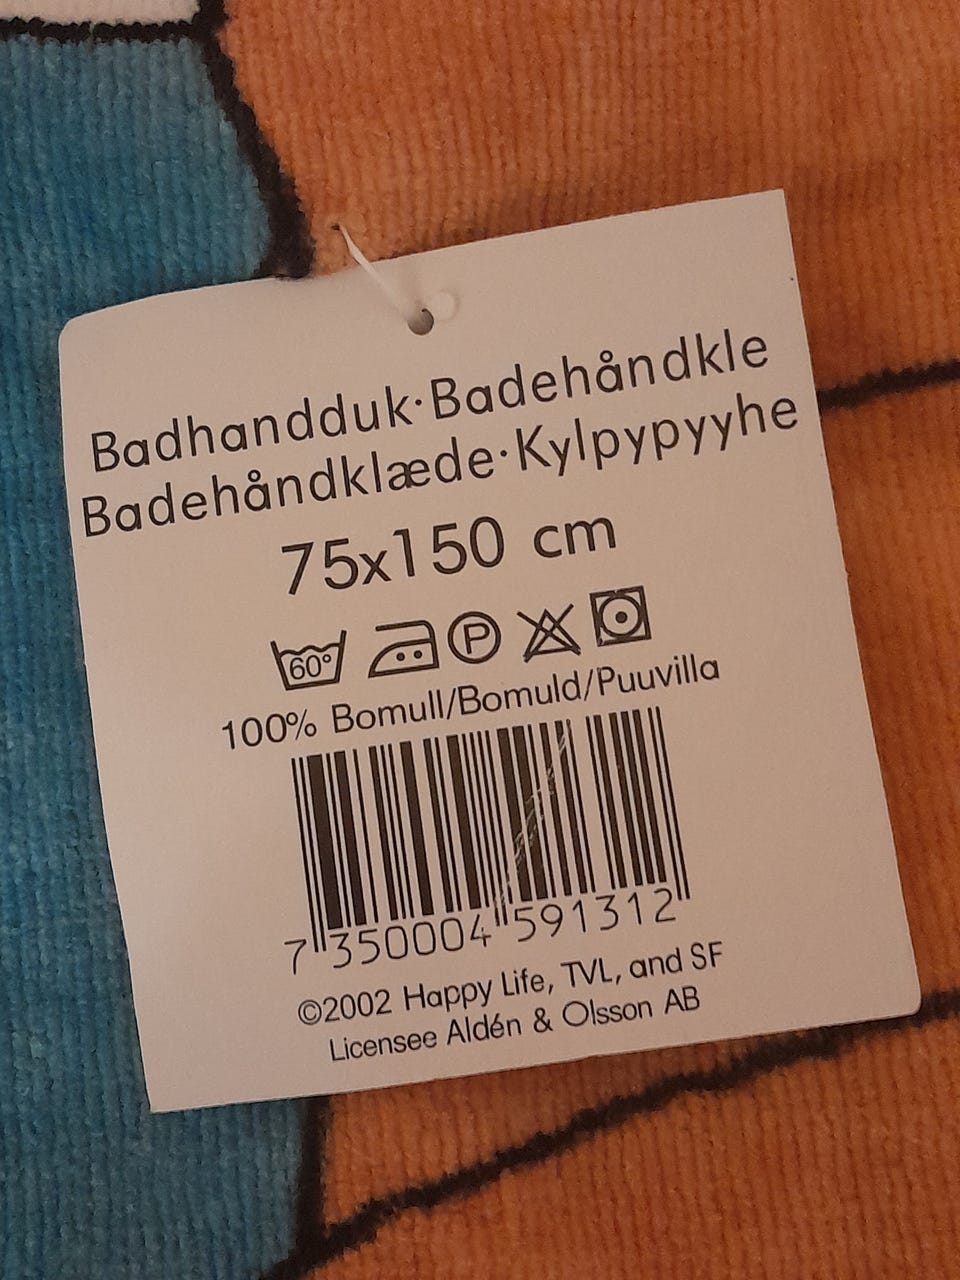 Badhandduk·Badehåndkle
Badehåndklæde·Kylpypyyhe
75x150 cm
60° P
100% Bomull/Bomuld/Puuvilla
7 350004 591312
©2002 Happy Life, TVL, and SF
Licensee Aldén & Olsson AB